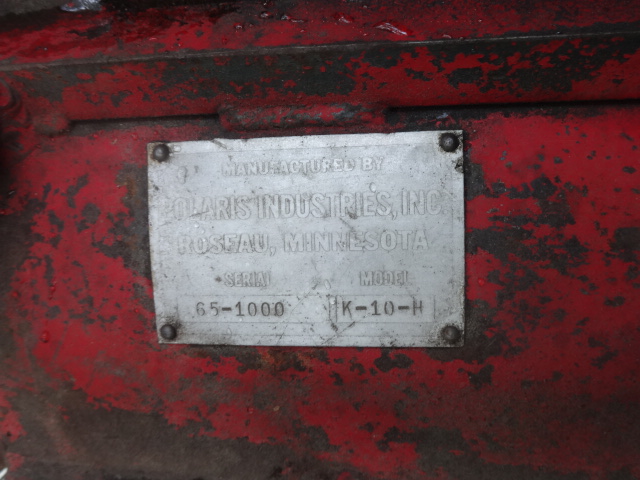 MANUFACTURED BY
POLARIS INDUSTRIES, INC.
ROSEAU, MINNESOTA
SERIAL MODEL
65-1000 K-10-H